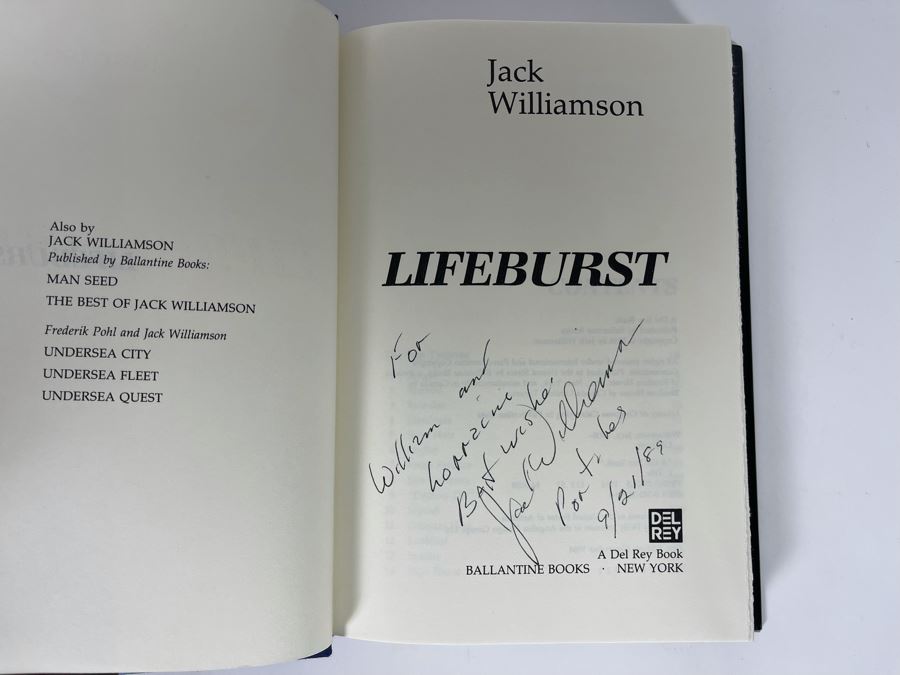 Also by
JACK WILLIAMSON
Published by Ballantine Books:
MAN SEED
THE BEST OF JACK WILLIAMSON
Frederik Pohl and Jack Williamson
UNDERSEA CITY
UNDERSEA FLEET
UNDERSEA QUEST
Jack
Williamson
LIFEBURST
For
William and
Lorraine
Best wishes
Jack Williamson
Portales
9/21/89
DEL
REY
A Del Rey Book
BALLANTINE BOOKS · NEW YORK